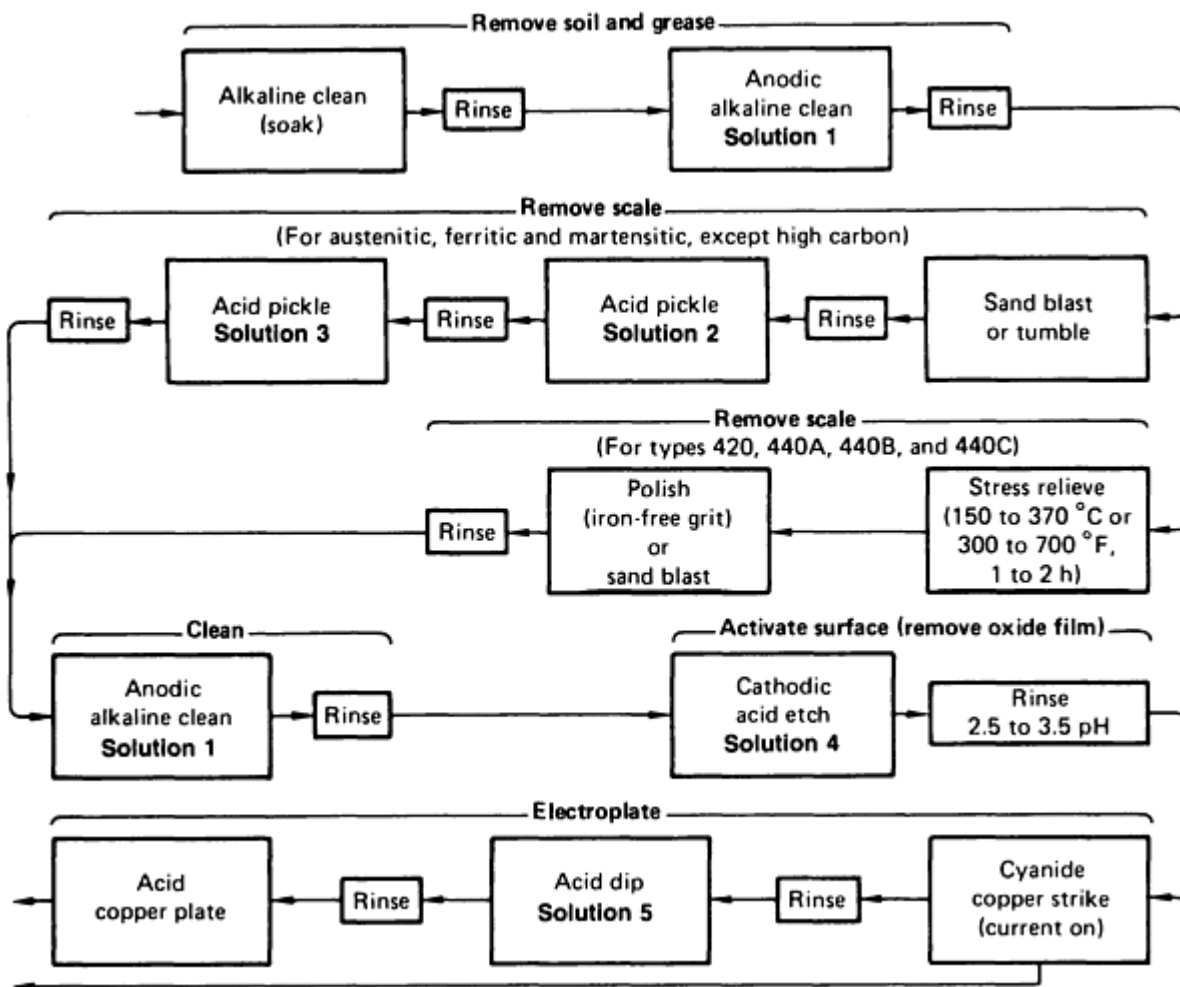 Remove soil and grease
Alkaline clean
(soak)
Rinse
Anodic
alkaline clean
Solution 1
Rinse
Remove scale
(For austenitic, ferritic and martensitic, except high carbon)
Rinse
Acid pickle
Solution 3
Rinse
Acid pickle
Solution 2
Rinse
Sand blast
or tumble
Remove scale
(For types 420, 440A, 440B, and 440C)
Rinse
Polish
(iron-free grit)
or
sand blast
Stress relieve
(150 to 370 °C or
300 to 700 °F,
1 to 2 h)
Clean
Anodic
alkaline clean
Solution 1
Rinse
Activate surface (remove oxide film)
Cathodic
acid etch
Solution 4
Rinse
2.5 to 3.5 pH
Electroplate
Acid
copper plate
Rinse
Acid dip
Solution 5
Rinse
Cyanide
copper strike
(current on)